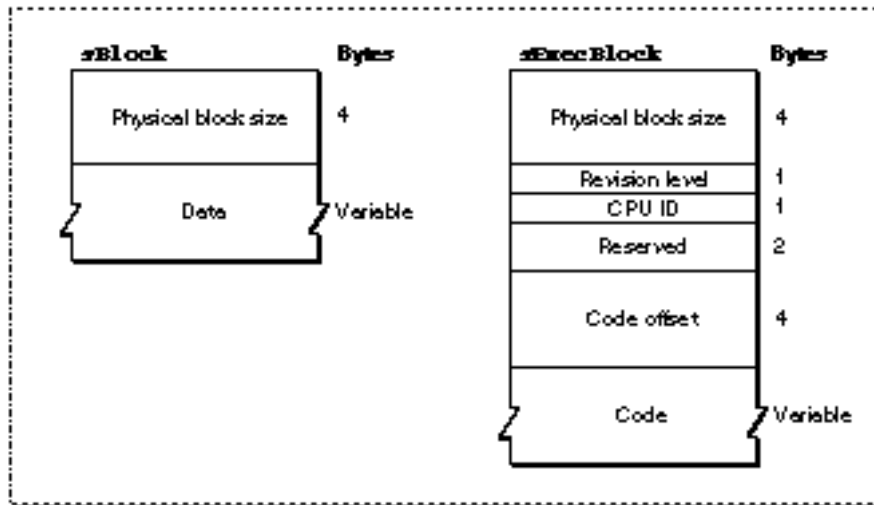 sBlock Bytes
Physical block size 4
Data Variable
sExecBlock Bytes
Physical block size 4
Revision level 1
CPU ID 1
Reserved 2
Code offset 4
Code Variable